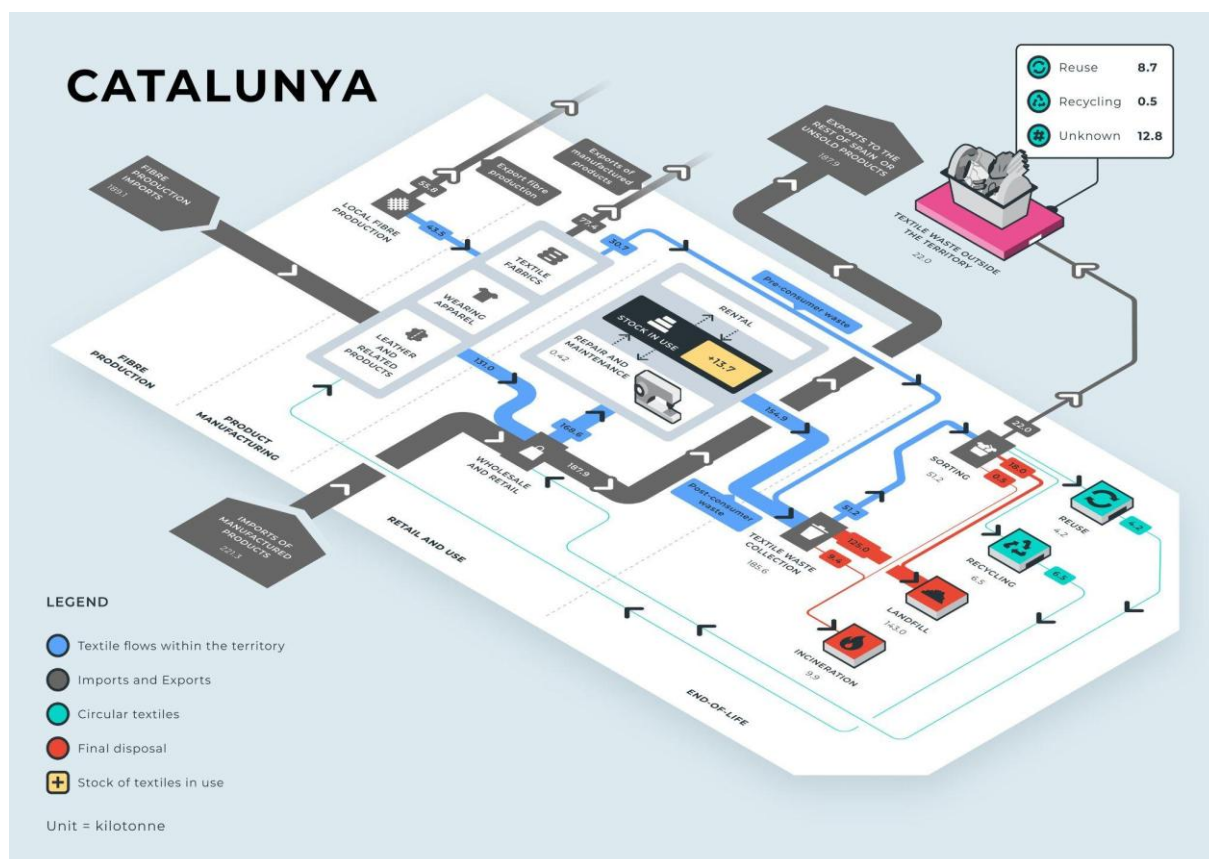 CATALUNYA
Reuse 8.7
Recycling 0.5
Unknown 12.8
FIBRE
PRODUCTION
IMPORTS
189.1
55.8
LOCAL FIBRE
PRODUCTION
43.5
Export fibre
production
Exports of
manufactured
products
77.4
30.7
EXPORTS TO THE
REST OF SPAIN OR
UNSOLD PRODUCTS
187.9
TEXTILE WASTE OUTSIDE
THE TERRITORY
22.0
TEXTILE
FABRICS
WEARING
APPAREL
LEATHER
AND
RELATED
PRODUCTS
Pre-consumer waste
RENTAL
STOCK IN USE
+13.7
REPAIR AND
MAINTENANCE
0.42
FIBRE
PRODUCTION
PRODUCT
MANUFACTURING
131.0
168.6
154.9
WHOLESALE
AND RETAIL
187.9
IMPORTS OF
MANUFACTURED
PRODUCTS
221.3
RETAIL AND USE
Post-consumer
waste
TEXTILE WASTE
COLLECTION
185.6
51.2
22.0
SORTING
51.2
18.0
0.5
125.0
9.4
REUSE
4.2
4.2
RECYCLING
6.5
6.5
LANDFILL
143.0
INCINERATION
9.9
END-OF-LIFE
LEGEND
Textile flows within the territory
Imports and Exports
Circular textiles
Final disposal
Stock of textiles in use
Unit = kilotonne